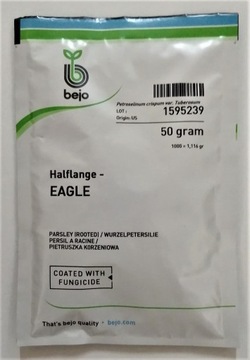 bejo
Petroselinum crispum var. Tuberosum
LOT:
1595239
Origin: US
50 gram
1000 = 1,116 gr
Halflange -
EAGLE
PARSLEY (ROOTED) / WURZELPETERSILIE
PERSIL A RACINE /
PIETRUSZKA KORZENIOWA
COATED WITH
FUNGICIDE
That's bejo quality • bejo.com